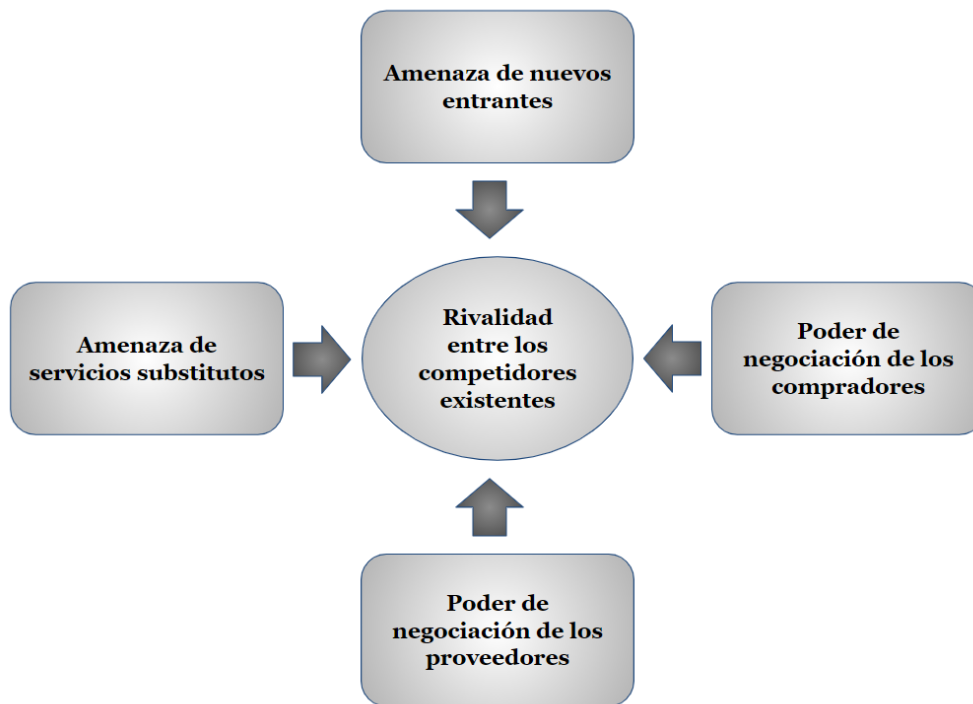 Amenaza de nuevos
entrantes
Amenaza de
servicios substitutos
Rivalidad
entre los
competidores
existentes
Poder de
negociación de los
compradores
Poder de
negociación de los
proveedores